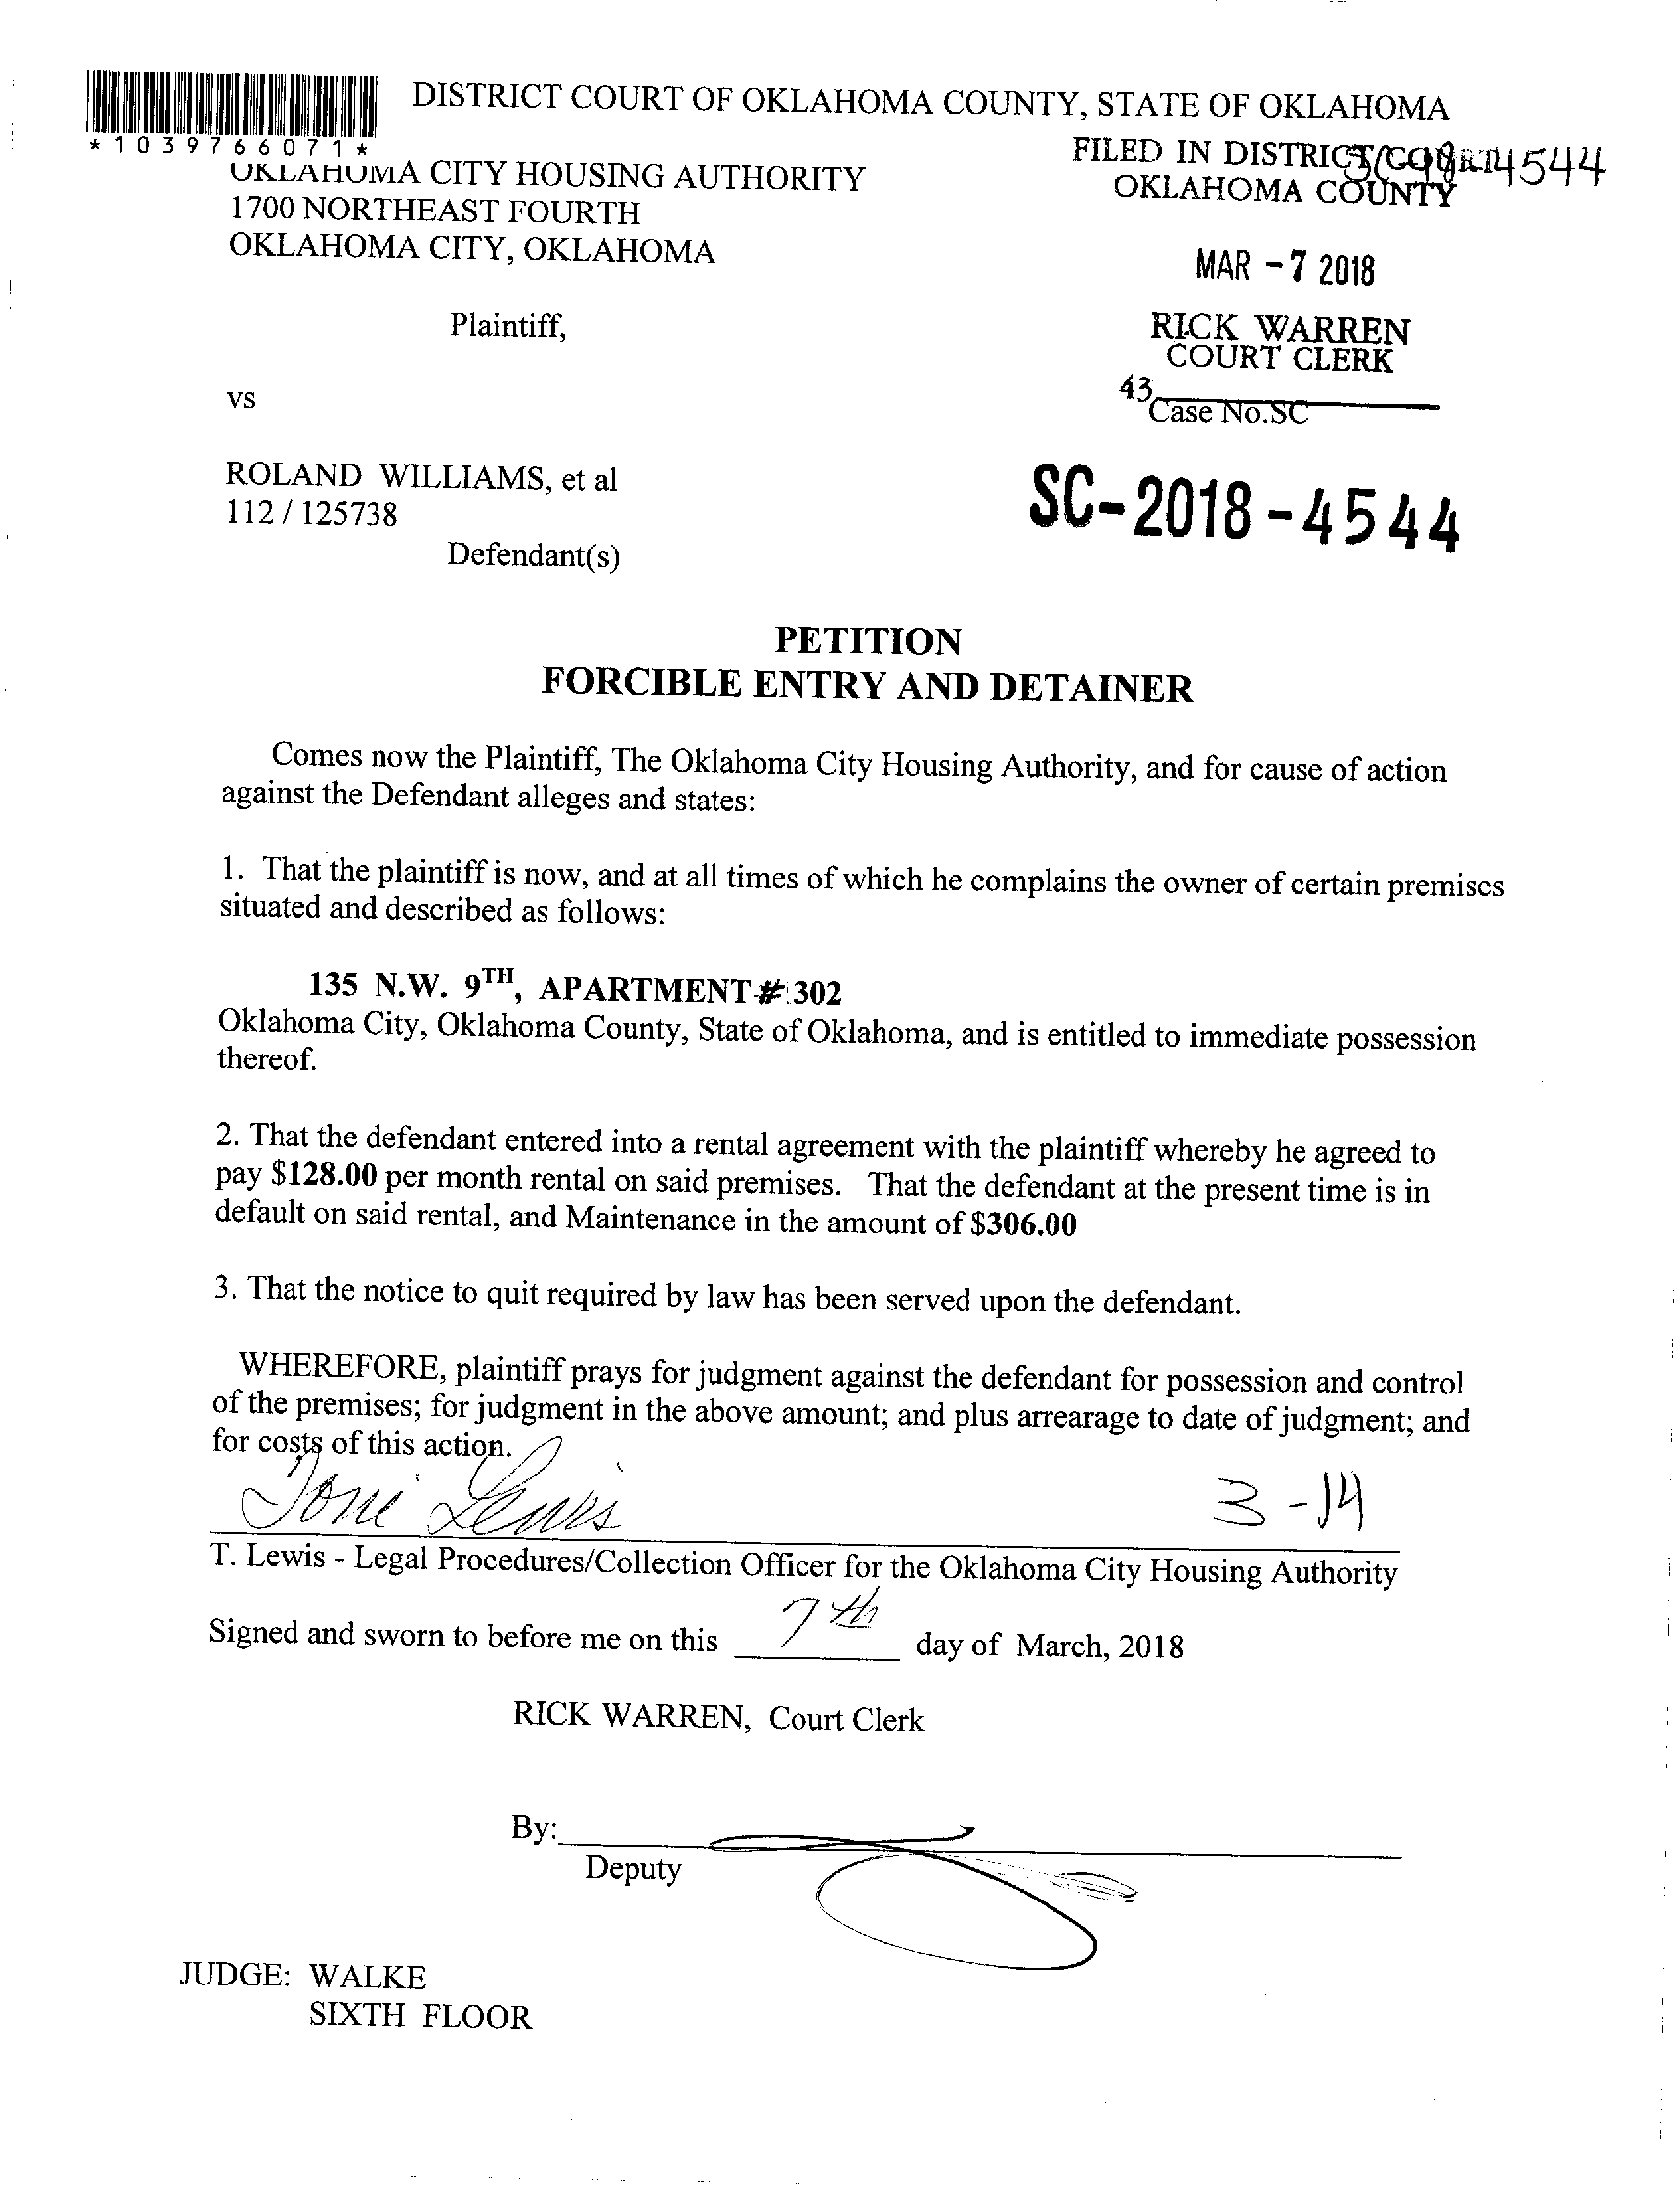 DISTRICT COURT OF OKLAHOMA COUNTY, STATE OF OKLAHOMA
*1039766071*
OKLAHOMA CITY HOUSING AUTHORITY
1700 NORTHEAST FOURTH
OKLAHOMA CITY, OKLAHOMA
FILED IN DISTRICT COURT
4544
OKLAHOMA COUNTY
MAR - 7 2018
Plaintiff,
RICK WARREN
COURT CLERK
vs
43
Case No.SC
ROLAND WILLIAMS, et al
112 / 125738
SC-2018-4544
Defendant(s)
PETITION
FORCIBLE ENTRY AND DETAINER
Comes now the Plaintiff, The Oklahoma City Housing Authority, and for cause of action
against the Defendant alleges and states:
1. That the plaintiff is now, and at all times of which he complains the owner of certain premises
situated and described as follows:
135 N.W. 9TH, APARTMENT # 302
Oklahoma City, Oklahoma County, State of Oklahoma, and is entitled to immediate possession
thereof.
2. That the defendant entered into a rental agreement with the plaintiff whereby he agreed to
pay $128.00 per month rental on said premises. That the defendant at the present time is in
default on said rental, and Maintenance in the amount of $306.00
3. That the notice to quit required by law has been served upon the defendant.
WHEREFORE, plaintiff prays for judgment against the defendant for possession and control
of the premises; for judgment in the above amount; and plus arrearage to date of judgment; and
for costs of this action.
Toni Lewis 3-14
T. Lewis - Legal Procedures/Collection Officer for the Oklahoma City Housing Authority
Signed and sworn to before me on this 7th day of March, 2018
RICK WARREN, Court Clerk
By:
Deputy
JUDGE: WALKE
SIXTH FLOOR